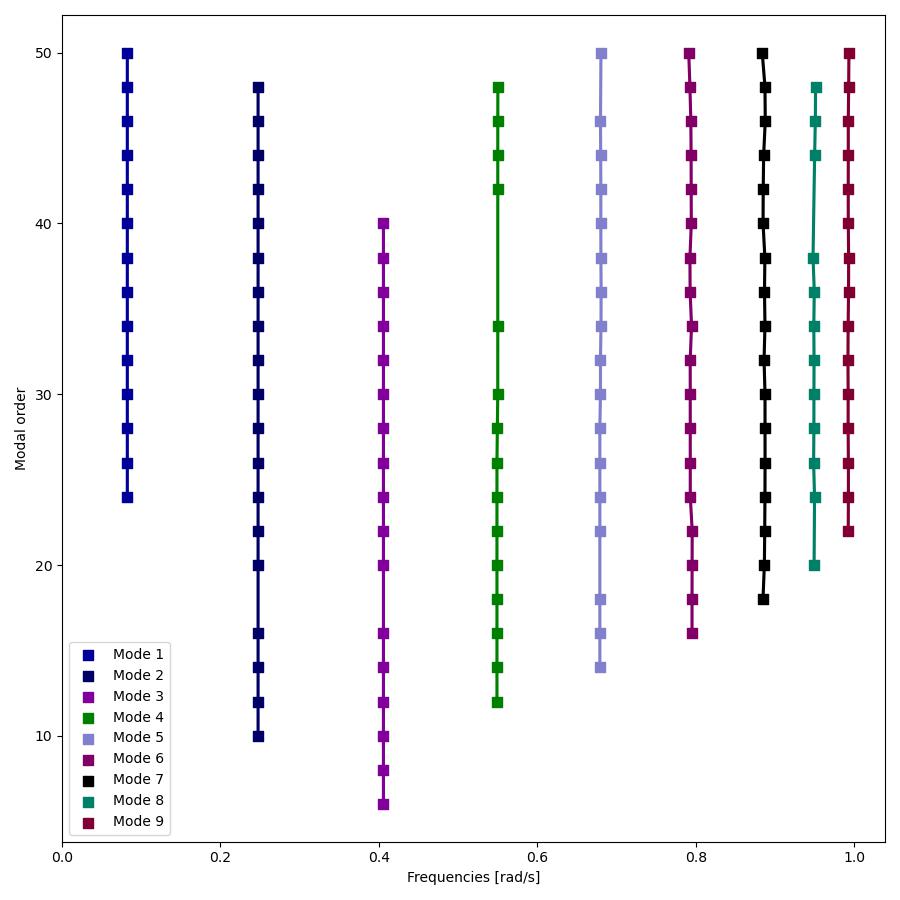 50
40
30
20
10
Modal order
Mode 1
Mode 2
Mode 3
Mode 4
Mode 5
Mode 6
Mode 7
Mode 8
Mode 9
0.0 0.2 0.4 0.6 0.8 1.0
Frequencies [rad/s]